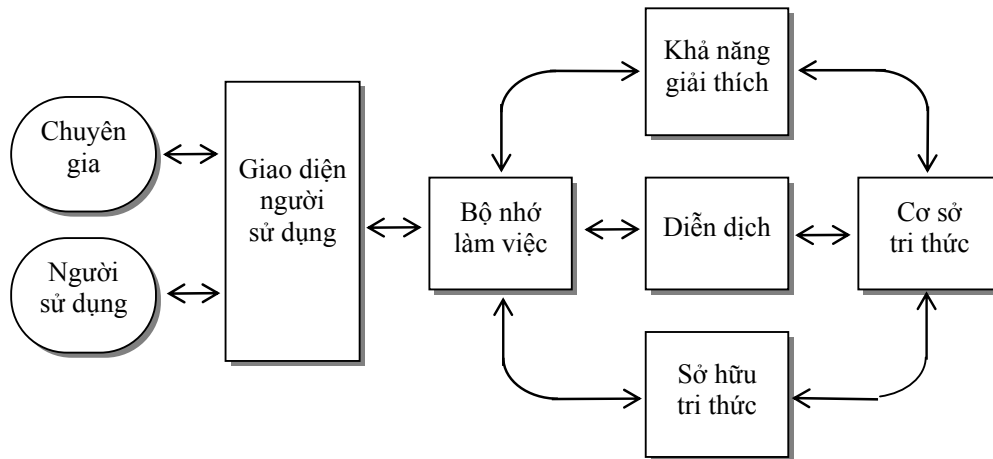 Chuyên
gia
Người
sử dụng
Giao diện
người
sử dụng
Bộ nhớ
làm việc
Khả năng
giải thích
Diễn dịch
Sở hữu
tri thức
Cơ sở
tri thức